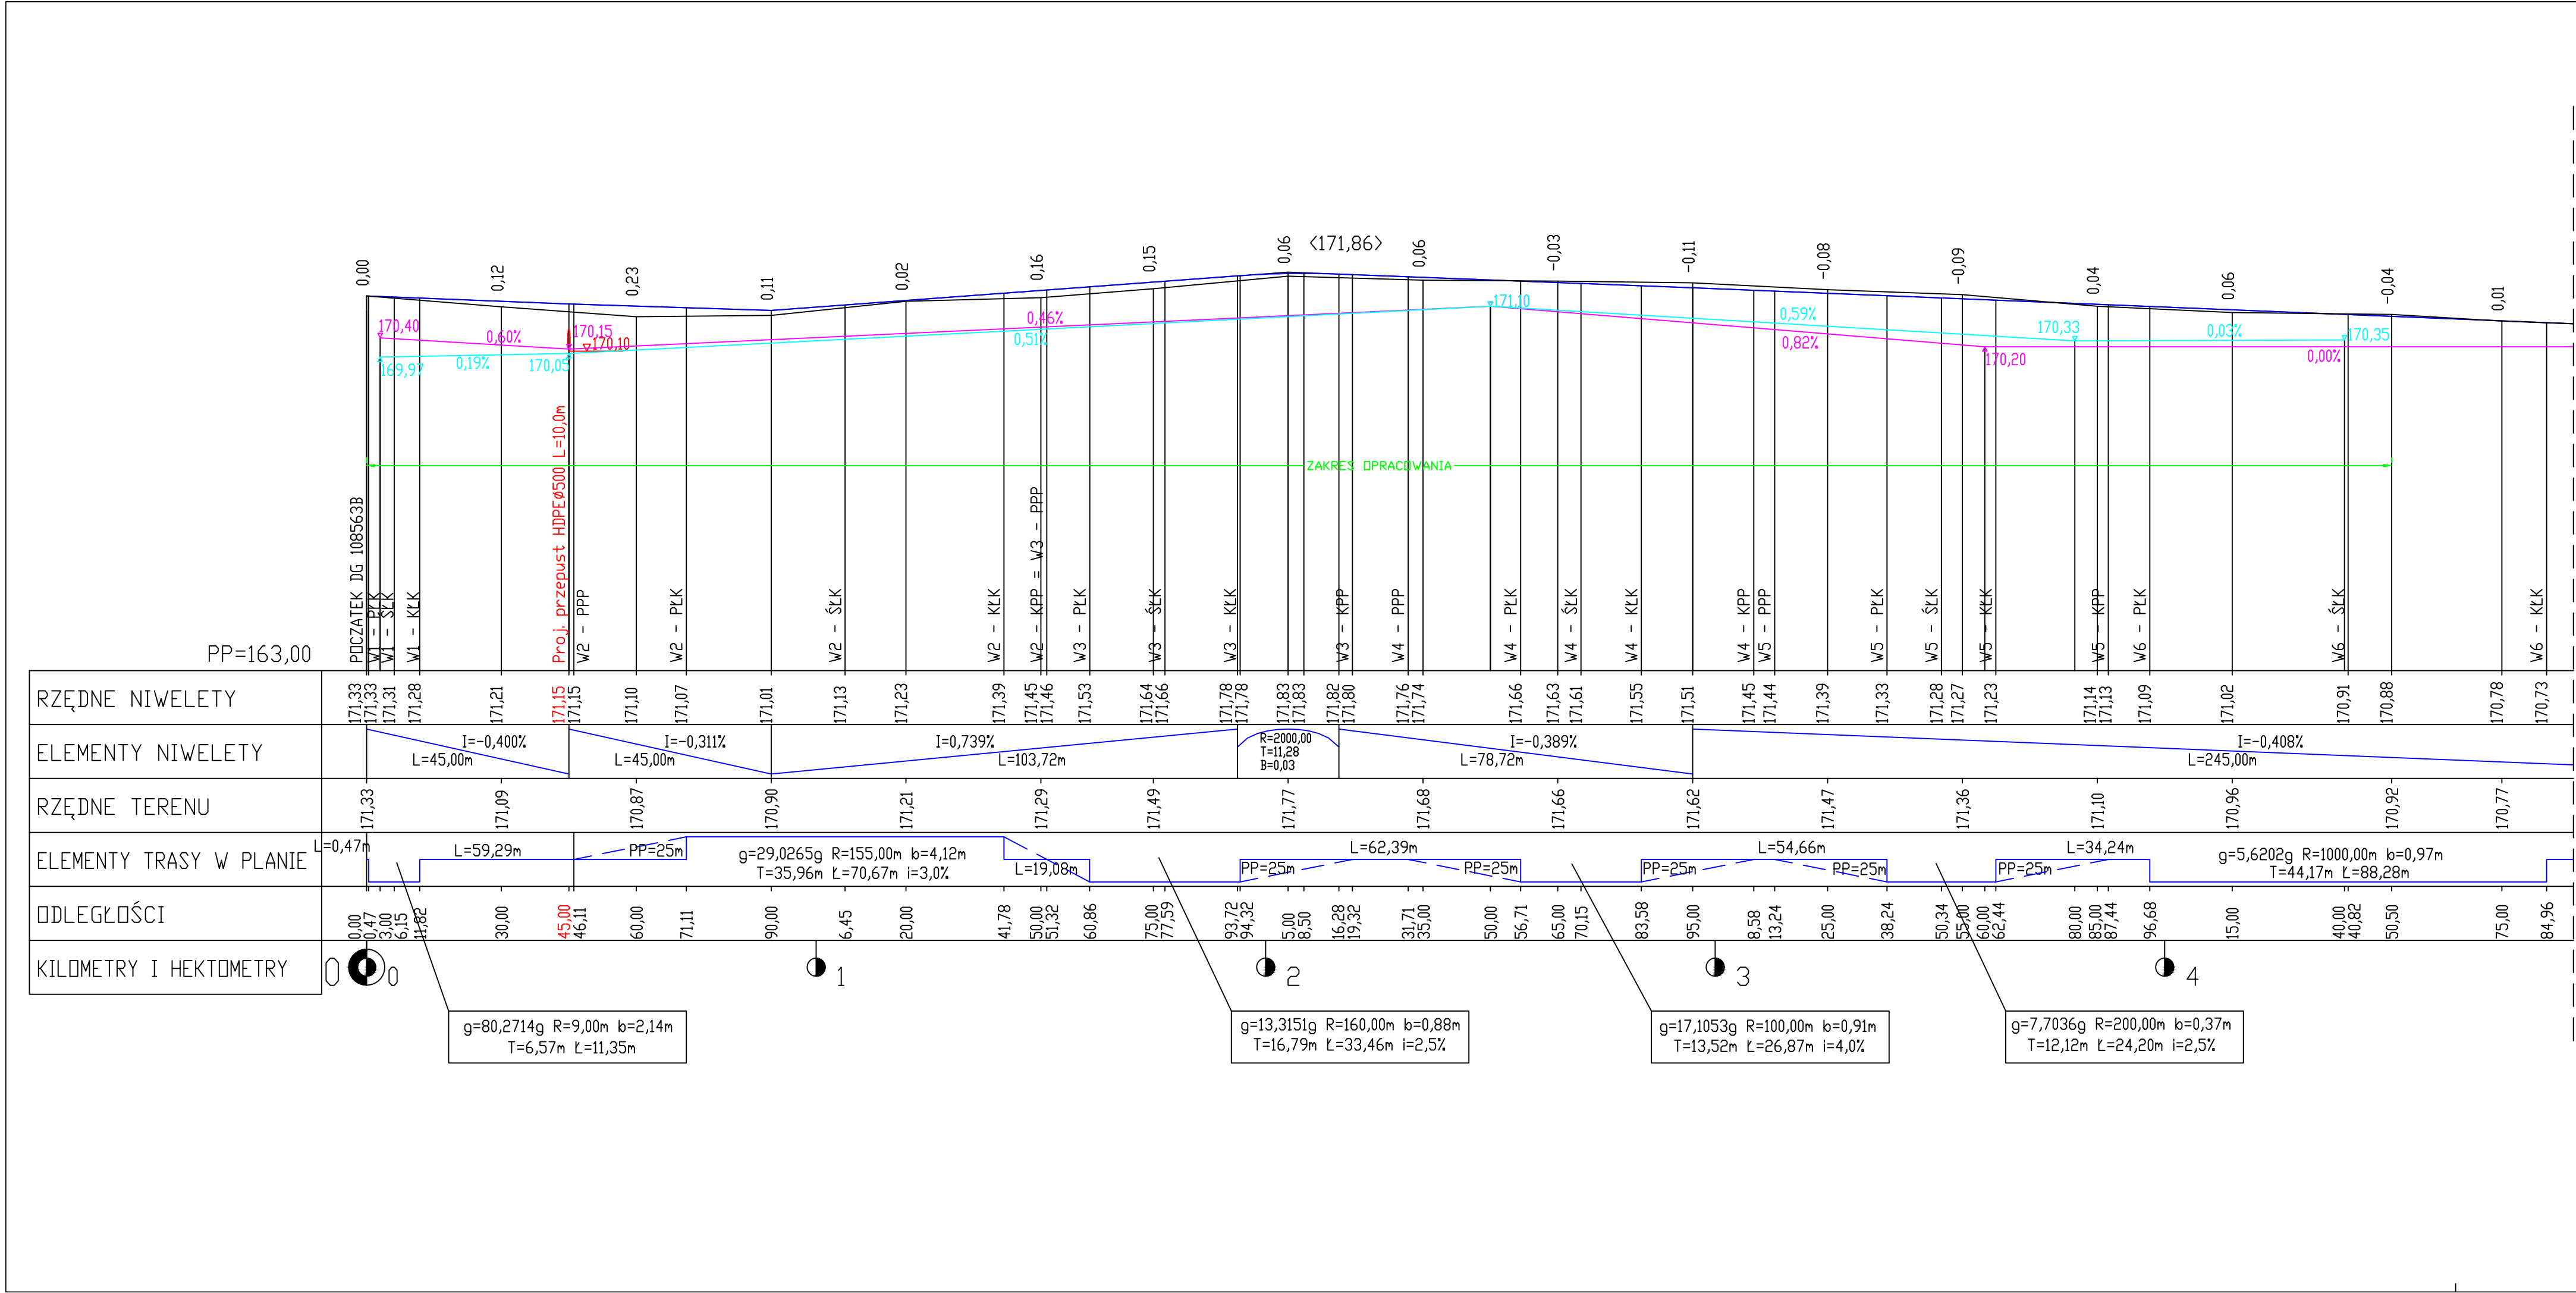 0,00
0,12
0,23
0,11
0,02
0,16
0,15
0,06
<171,86>
0,06
-0,03
-0,11
-0,08
-0,09
0,04
0,06
-0,04
0,01
170,40
0,60%
170,15
170,10
0,46%
171,10
0,59%
170,33
0,03%
170,35
169,97
0,19%
170,05
0,51%
0,82%
170,20
0,00%
ZAKRES OPRACOWANIA
POCZATEK DG 108563B
W1 - PŁK
W1 - ŚŁK
W1 - KŁK
Proj. przepust HDPEø500 L=10,0m
W2 - PPP
W2 - PŁK
W2 - ŚŁK
W2 - KŁK
W2 - KPP = W3 - PPP
W3 - PŁK
W3 - ŚŁK
W3 - KŁK
W3 - KPP
W4 - PPP
W4 - PŁK
W4 - ŚŁK
W4 - KŁK
W4 - KPP
W5 - PPP
W5 - PŁK
W5 - ŚŁK
W5 - KŁK
W5 - KPP
W6 - PŁK
W6 - ŚŁK
W6 - KŁK
PP=163,00
RZĘDNE NIWELETY
171,33
171,33
171,31
171,28
171,21
171,15
171,15
171,10
171,07
171,01
171,13
171,23
171,39
171,45
171,46
171,53
171,64
171,66
171,78
171,78
171,83
171,83
171,82
171,80
171,76
171,74
171,66
171,63
171,61
171,55
171,51
171,45
171,44
171,39
171,33
171,28
171,27
171,23
171,14
171,13
171,09
171,02
170,91
170,88
170,78
170,73
ELEMENTY NIWELETY
I=-0,400%
L=45,00m
I=-0,311%
L=45,00m
I=0,739%
L=103,72m
R=2000,00
T=11,28
B=0,03
I=-0,389%
L=78,72m
I=-0,408%
L=245,00m
RZĘDNE TERENU
171,33
171,09
170,87
170,90
171,21
171,29
171,49
171,77
171,68
171,66
171,62
171,47
171,36
171,10
170,96
170,92
170,77
ELEMENTY TRASY W PLANIE
L=0,47m
L=59,29m
PP=25m
g=29,0265g R=155,00m b=4,12m
T=35,96m Ł=70,67m i=3,0%
L=19,08m
PP=25m
L=62,39m
PP=25m
PP=25m
L=54,66m
PP=25m
PP=25m
L=34,24m
g=5,6202g R=1000,00m b=0,97m
T=44,17m Ł=88,28m
ODLEGŁOŚCI
0,00
0,47
3,00
6,15
11,82
30,00
45,00
46,11
60,00
71,11
90,00
6,45
20,00
41,78
50,00
51,32
60,86
75,00
77,59
93,72
94,32
5,00
8,50
16,28
19,32
31,71
35,00
50,00
56,71
65,00
70,15
83,58
95,00
8,58
13,24
25,00
38,24
50,34
55,00
60,00
62,44
80,00
85,00
87,44
96,68
15,00
40,00
40,82
50,50
75,00
84,96
KILOMETRY I HEKTOMETRY
0
0
1
2
3
4
g=80,2714g R=9,00m b=2,14m
T=6,57m Ł=11,35m
g=13,3151g R=160,00m b=0,88m
T=16,79m Ł=33,46m i=2,5%
g=17,1053g R=100,00m b=0,91m
T=13,52m Ł=26,87m i=4,0%
g=7,7036g R=200,00m b=0,37m
T=12,12m Ł=24,20m i=2,5%